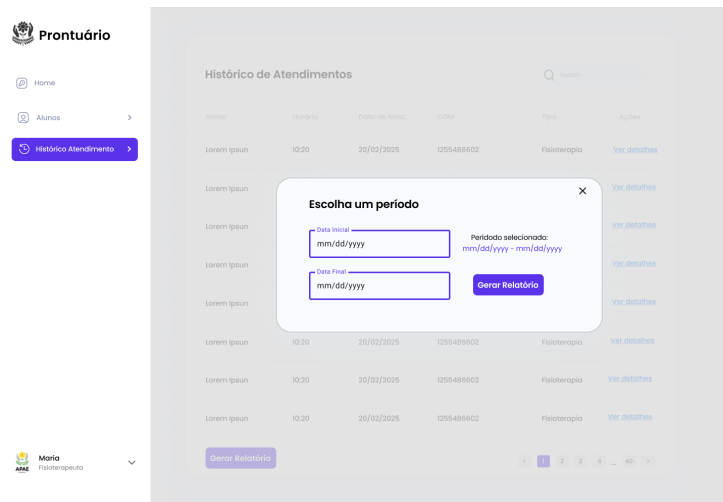 Prontuário
Home
Alunos
Histórico Atendimento
Maria
Fisioterapeuta
APAE
Histórico de Atendimentos
Search
Nome Horário Data de Nasc. CGM Tipo Ações
Lorem Ipsun 10:20 20/02/2025 1255486602 Fisioterapia Ver detalhes
Lorem Ipsun Ver detalhes
Lorem Ipsun Ver detalhes
Lorem Ipsun Ver detalhes
Lorem Ipsun Ver detalhes
Lorem Ipsun 10:20 20/02/2025 1255486602 Fisioterapia Ver detalhes
Lorem Ipsun 10:20 20/02/2025 1255486602 Fisioterapia Ver detalhes
Lorem Ipsun 10:20 20/02/2025 1255486602 Fisioterapia Ver detalhes
Gerar Relatório
< 1 2 3 4 ... 40 >
Escolha um período
Data Inicial
mm/dd/yyyy
Data Final
mm/dd/yyyy
Perídodo selecionado:
mm/dd/yyyy - mm/dd/yyyy
Gerar Relatório